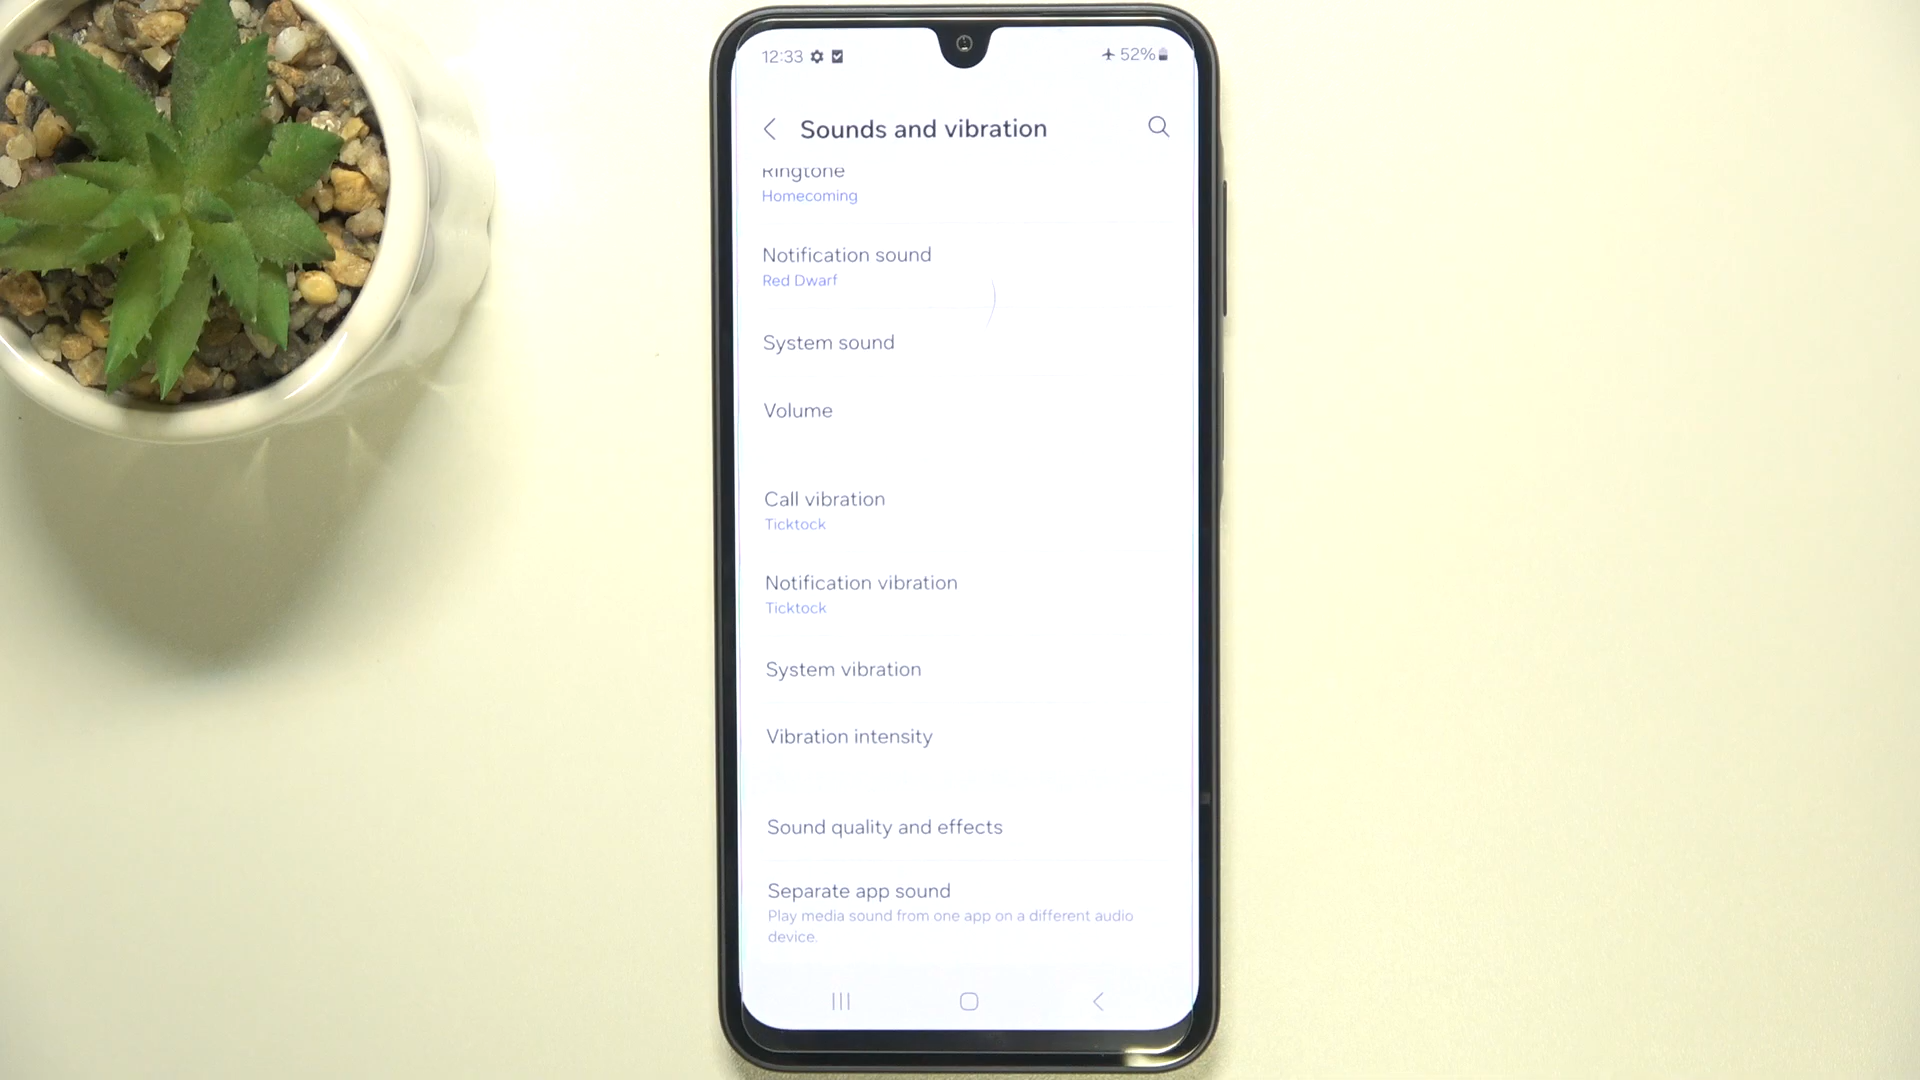 12:33
52%
Sounds and vibration
Ringtone
Homecoming
Notification sound
Red Dwarf
System sound
Volume
Call vibration
Ticktock
Notification vibration
Ticktock
System vibration
Vibration intensity
Sound quality and effects
Separate app sound
Play media sound from one app on a different audio
device.